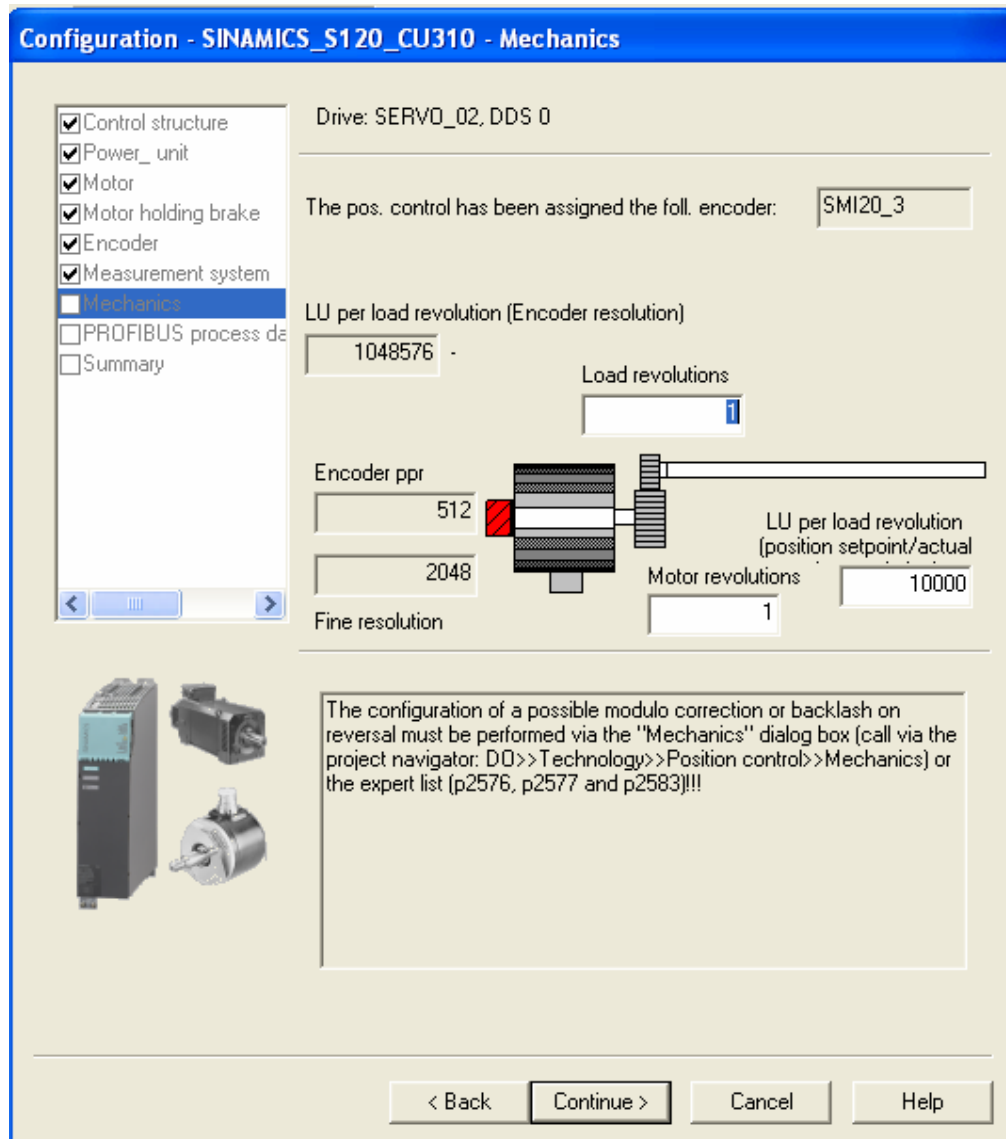 Configuration - SINAMICS_S120_CU310 - Mechanics
Control structure
Power_ unit
Motor
Motor holding brake
Encoder
Measurement system
Mechanics
PROFIBUS process da
Summary
Drive: SERVO_02, DDS 0
The pos. control has been assigned the foll. encoder:
SMI20_3
LU per load revolution (Encoder resolution)
1048576 -
Load revolutions
1
Encoder ppr
512
2048
Fine resolution
Motor revolutions
1
LU per load revolution
(position setpoint/actual
10000
The configuration of a possible modulo correction or backlash on
reversal must be performed via the "Mechanics" dialog box (call via the
project navigator: DO>>Technology>>Position control>>Mechanics) or
the expert list (p2576, p2577 and p2583)!!!
< Back
Continue >
Cancel
Help